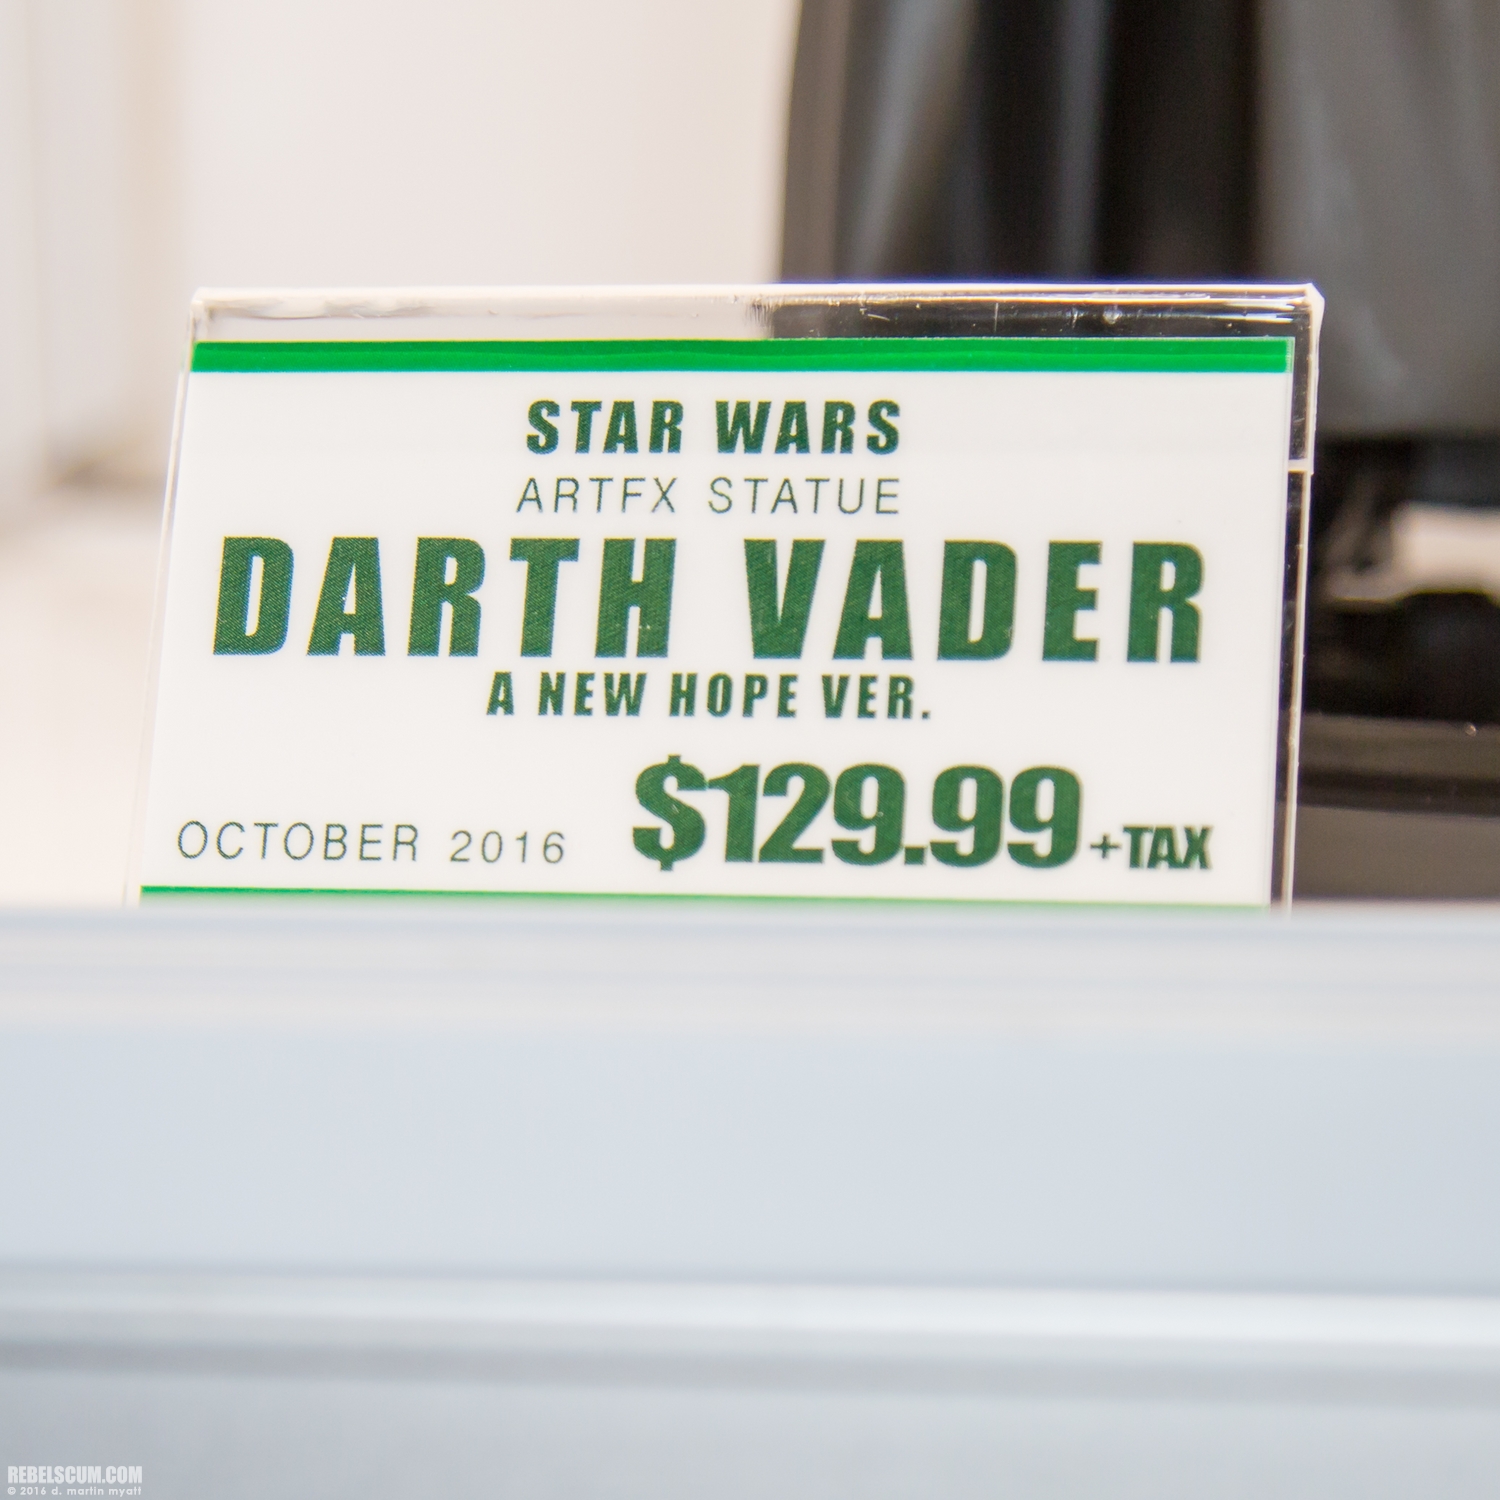 STAR WARS
ARTFX STATUE
DARTH VADER
A NEW HOPE VER.
OCTOBER 2016 $129.99 +TAX
REBELSCUM.COM
© 2016 d. martin myatt